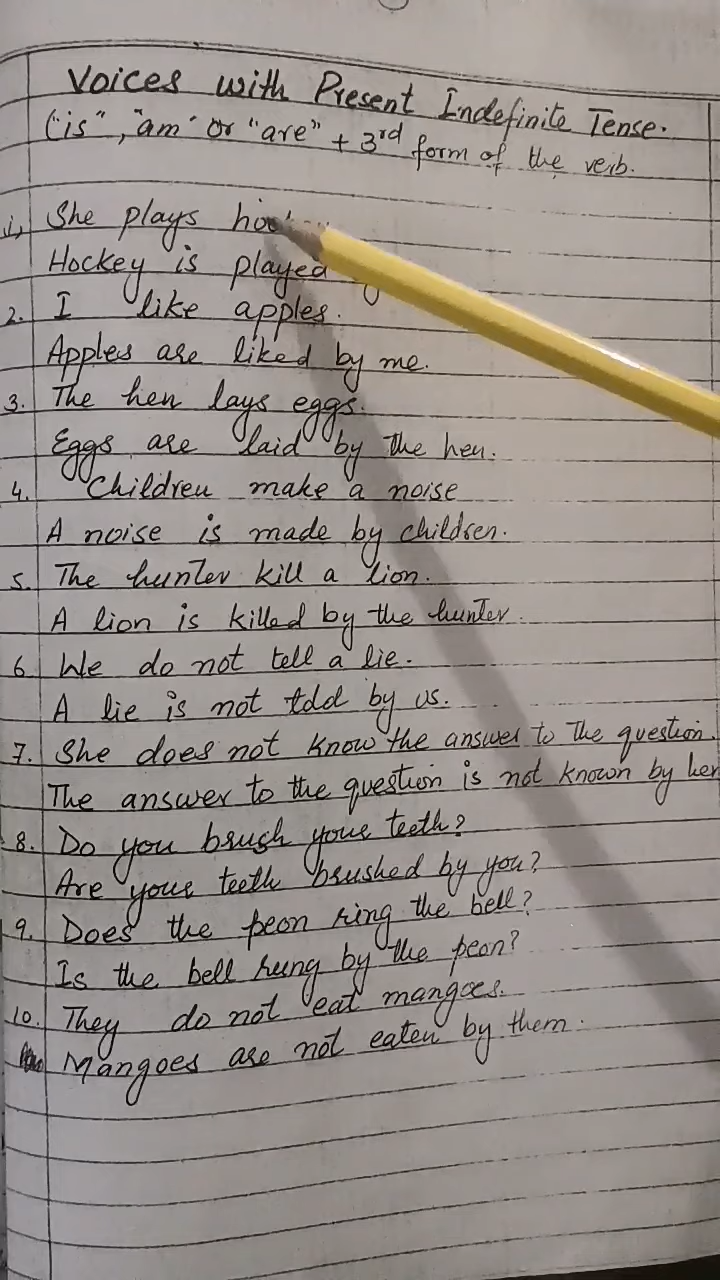 Voices with Present Indefinite Tense.
("is", "am" or "are" + 3rd form of the verb.
1, She plays
Hockey is played
2. I like apples.
Apples are liked by me.
3. The hen lays eggs.
Eggs are laid by the hen.
4. Children make a noise
A noise is made by children.
5. The hunter kill a lion.
A lion is killed by the hunter.
6 We do not tell a lie.
A lie is not told by us.
7. She does not know the answer to the question.
The answer to the question is not known by her
8. Do you brush your teeth?
Are your teeth brushed by you?
9. Does the peon ring the bell?
Is the bell rung by the peon?
10. They do not eat mangoes.
Mangoes are not eaten by them.